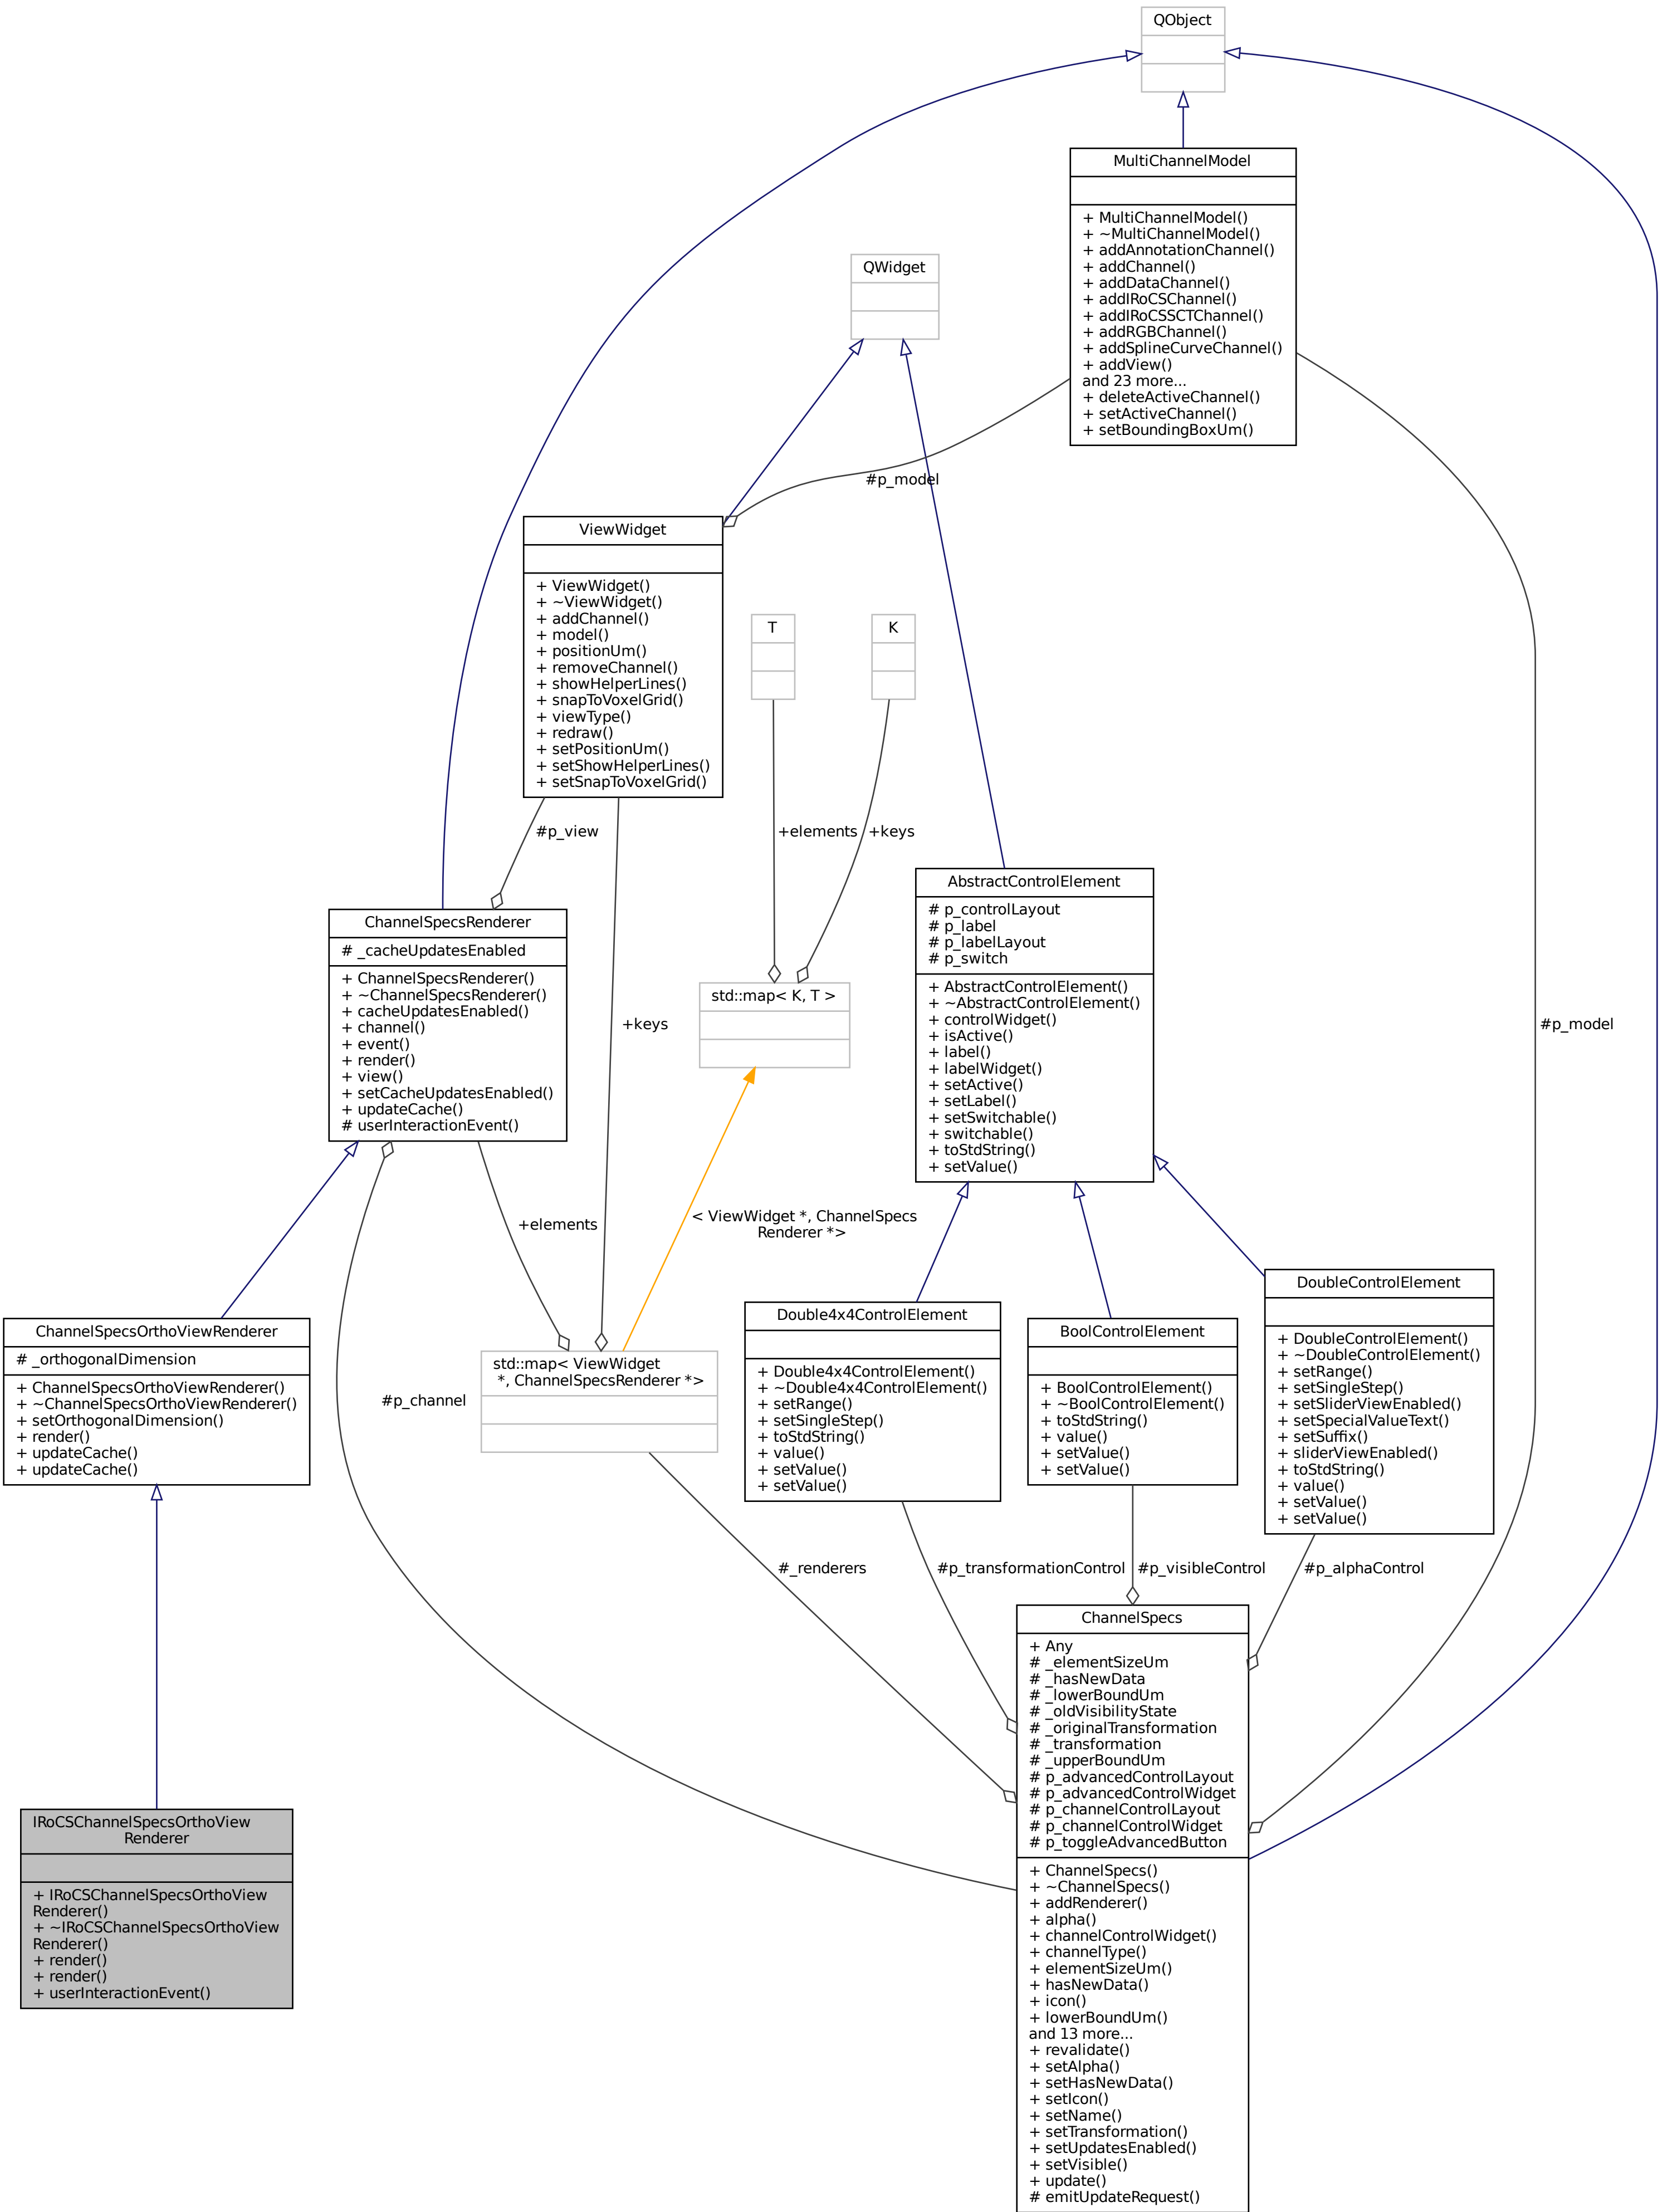 QObject
MultiChannelModel
+ MultiChannelModel()
+ ~MultiChannelModel()
+ addAnnotationChannel()
+ addChannel()
+ addDataChannel()
+ addIRoCSChannel()
+ addIRoCSSCTChannel()
+ addRGBChannel()
+ addSplineCurveChannel()
+ addView()
and 23 more...
+ deleteActiveChannel()
+ setActiveChannel()
+ setBoundingBoxUm()
QWidget
#p_model
ViewWidget
+ ViewWidget()
+ ~ViewWidget()
+ addChannel()
+ model()
+ positionUm()
+ removeChannel()
+ showHelperLines()
+ snapToVoxelGrid()
+ viewType()
+ redraw()
+ setPositionUm()
+ setShowHelperLines()
+ setSnapToVoxelGrid()
T
K
#p_view
+elements
+keys
AbstractControlElement
# p_controlLayout
# p_label
# p_labelLayout
# p_switch
+ AbstractControlElement()
+ ~AbstractControlElement()
+ controlWidget()
+ isActive()
+ label()
+ labelWidget()
+ setActive()
+ setLabel()
+ setSwitchable()
+ switchable()
+ toStdString()
+ setValue()
ChannelSpecsRenderer
# _cacheUpdatesEnabled
+ ChannelSpecsRenderer()
+ ~ChannelSpecsRenderer()
+ cacheUpdatesEnabled()
+ channel()
+ event()
+ render()
+ view()
+ setCacheUpdatesEnabled()
+ updateCache()
# userInteractionEvent()
std::map< K, T >
+keys
#p_model
+elements
< ViewWidget *, ChannelSpecs
Renderer *>
ChannelSpecsOrthoViewRenderer
# _orthogonalDimension
+ ChannelSpecsOrthoViewRenderer()
+ ~ChannelSpecsOrthoViewRenderer()
+ setOrthogonalDimension()
+ render()
+ updateCache()
+ updateCache()
#p_channel
std::map< ViewWidget
*, ChannelSpecsRenderer *>
Double4x4ControlElement
+ Double4x4ControlElement()
+ ~Double4x4ControlElement()
+ setRange()
+ setSingleStep()
+ toStdString()
+ value()
+ setValue()
+ setValue()
BoolControlElement
+ BoolControlElement()
+ ~BoolControlElement()
+ toStdString()
+ value()
+ setValue()
+ setValue()
DoubleControlElement
+ DoubleControlElement()
+ ~DoubleControlElement()
+ setRange()
+ setSingleStep()
+ setSliderViewEnabled()
+ setSpecialValueText()
+ setSuffix()
+ sliderViewEnabled()
+ toStdString()
+ value()
+ setValue()
+ setValue()
#_renderers
#p_transformationControl
#p_visibleControl
#p_alphaControl
ChannelSpecs
+ Any
# _elementSizeUm
# _hasNewData
# _lowerBoundUm
# _oldVisibilityState
# _originalTransformation
# _transformation
# _upperBoundUm
# p_advancedControlLayout
# p_advancedControlWidget
# p_channelControlLayout
# p_channelControlWidget
# p_toggleAdvancedButton
+ ChannelSpecs()
+ ~ChannelSpecs()
+ addRenderer()
+ alpha()
+ channelControlWidget()
+ channelType()
+ elementSizeUm()
+ hasNewData()
+ icon()
+ lowerBoundUm()
and 13 more...
+ revalidate()
+ setAlpha()
+ setHasNewData()
+ setIcon()
+ setName()
+ setTransformation()
+ setUpdatesEnabled()
+ setVisible()
+ update()
# emitUpdateRequest()
IRoCSChannelSpecsOrthoView
Renderer
+ IRoCSChannelSpecsOrthoView
Renderer()
+ ~IRoCSChannelSpecsOrthoView
Renderer()
+ render()
+ render()
+ userInteractionEvent()